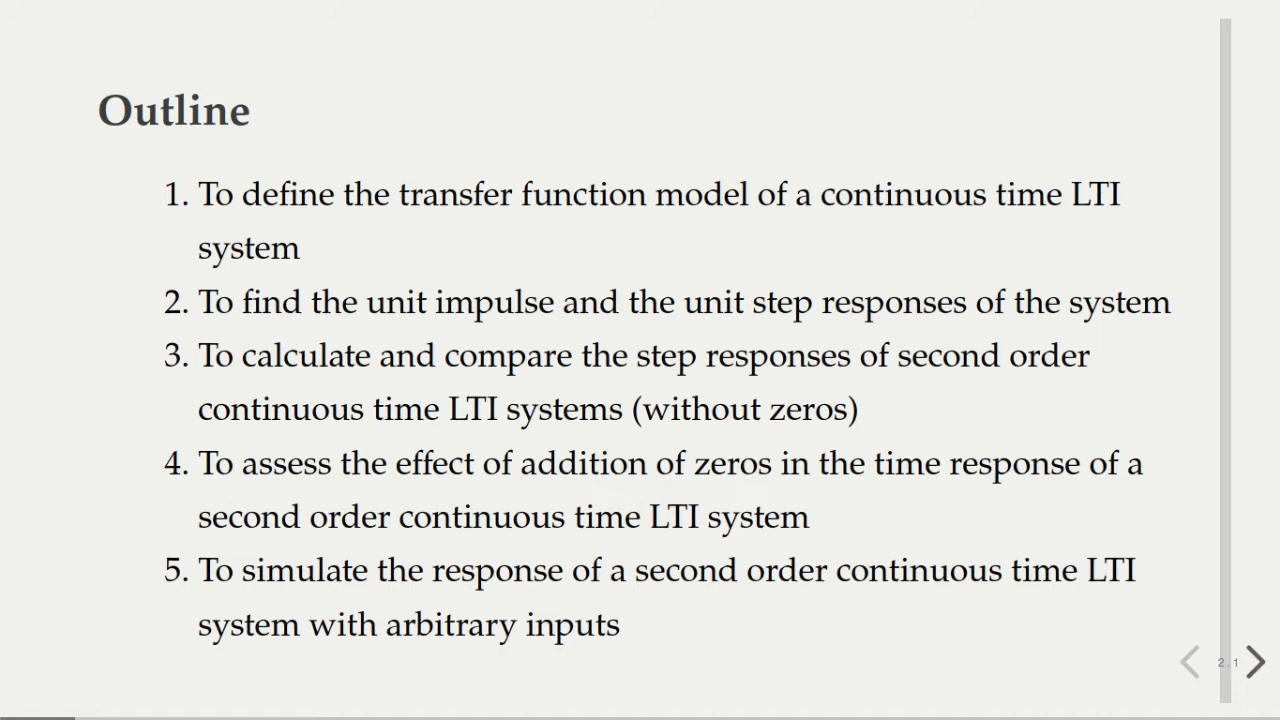 Outline
1. To define the transfer function model of a continuous time LTI
system
2. To find the unit impulse and the unit step responses of the system
3. To calculate and compare the step responses of second order
continuous time LTI systems (without zeros)
4. To assess the effect of addition of zeros in the time response of a
second order continuous time LTI system
5. To simulate the response of a second order continuous time LTI
system with arbitrary inputs
2.1